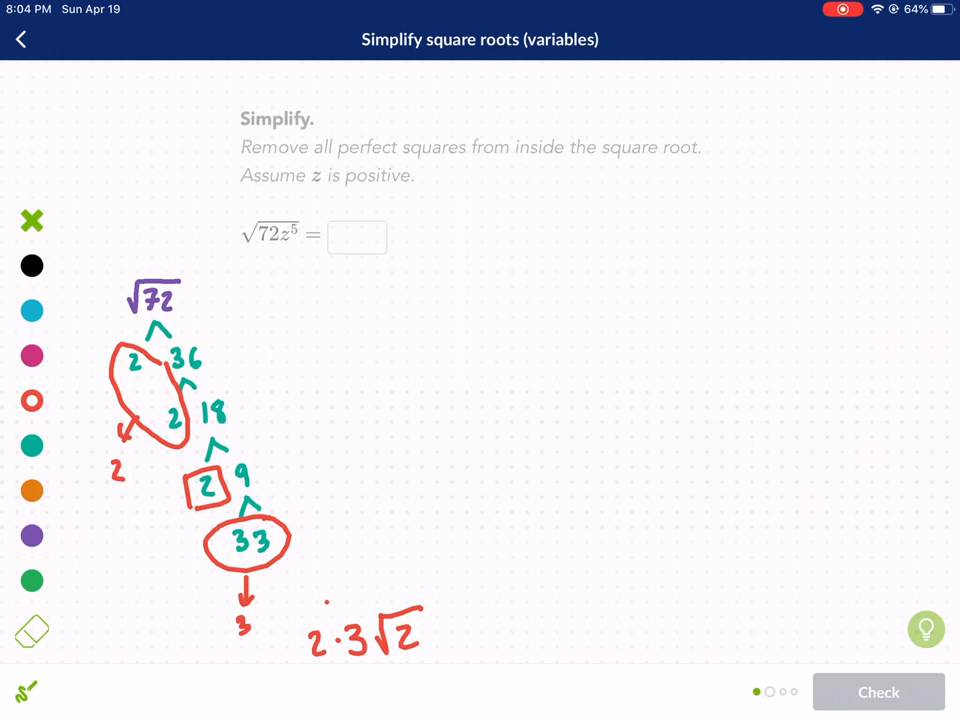 8:04 PM Sun Apr 19
64%
Simplify square roots (variables)
Simplify.
Remove all perfect squares from inside the square root.
Assume z is positive.
√72z⁵ =
√72
2 36
2 18
2
2 9
3 3
3
2·3√2
Check